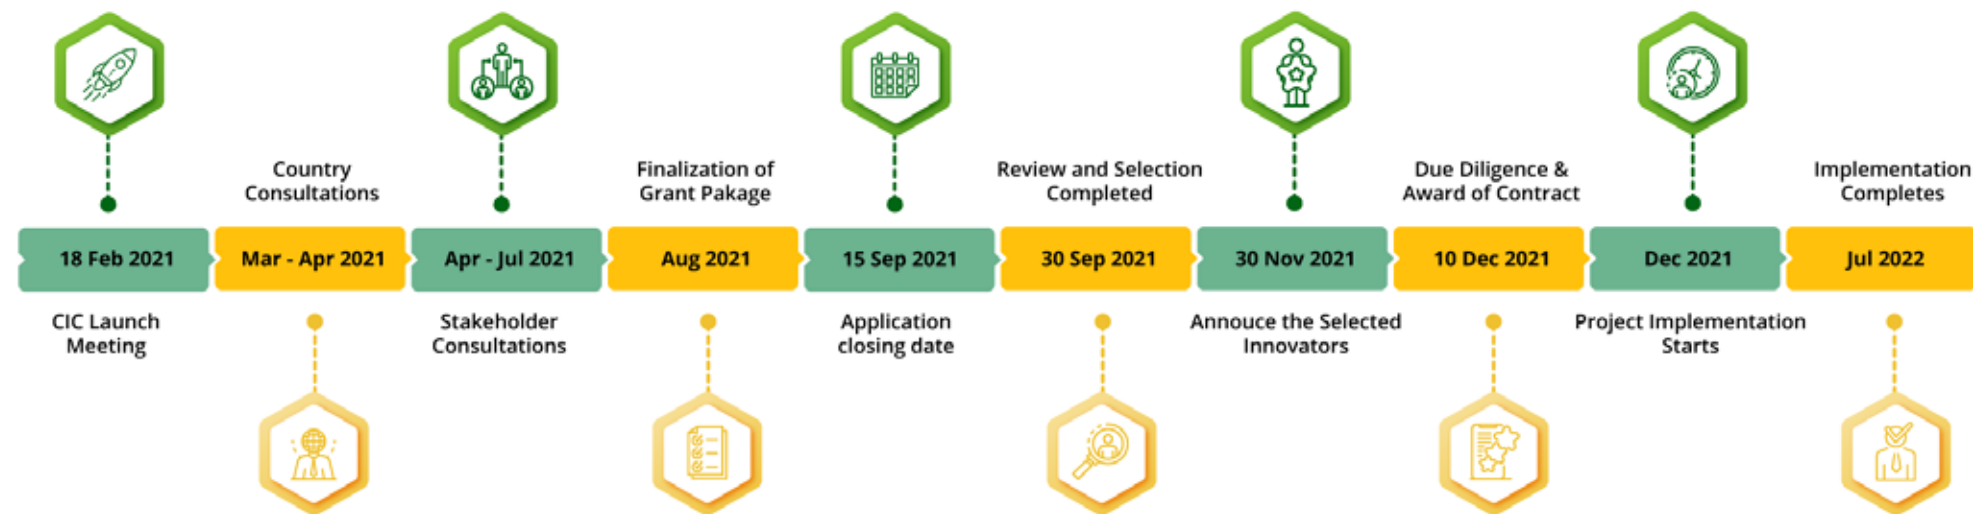 Country
Consultations
Finalization of
Grant Pakage
Review and Selection
Completed
Due Diligence &
Award of Contract
Implementation
Completes
18 Feb 2021
Mar - Apr 2021
Apr - Jul 2021
Aug 2021
15 Sep 2021
30 Sep 2021
30 Nov 2021
10 Dec 2021
Dec 2021
Jul 2022
CIC Launch
Meeting
Stakeholder
Consultations
Application
closing date
Annouce the Selected
Innovators
Project Implementation
Starts